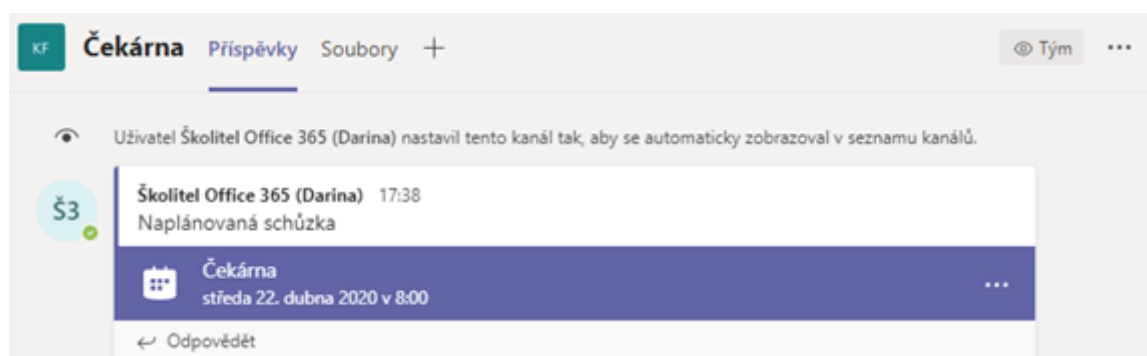 KF Čekárna Příspěvky Soubory + Tým ...
Uživatel Školitel Office 365 (Darina) nastavil tento kanál tak, aby se automaticky zobrazoval v seznamu kanálů.
Š3
Školitel Office 365 (Darina) 17:38
Naplánovaná schůzka
Čekárna
středa 22. dubna 2020 v 8:00
...
Odpovědět